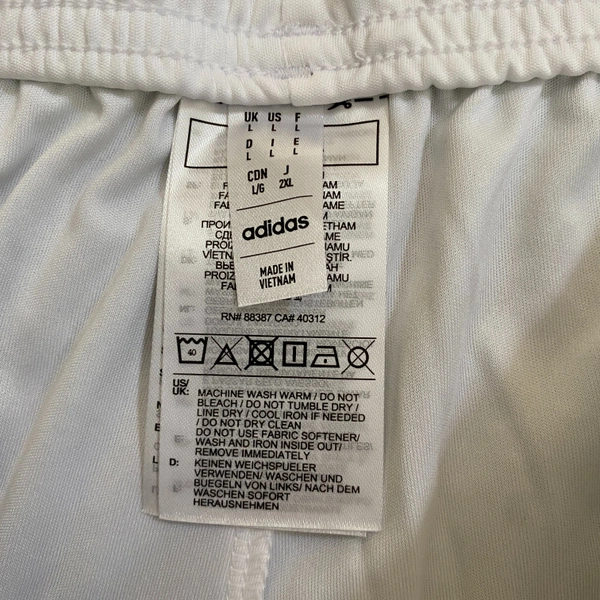 UK US F
L L L
D I E
L L L
CDN J
L/G 2XL
adidas
MADE IN
VIETNAM
RN# 88387 CA# 40312
40
US/
UK: MACHINE WASH WARM / DO NOT
BLEACH / DO NOT TUMBLE DRY /
LINE DRY / COOL IRON IF NEEDED
/ DO NOT DRY CLEAN
DO NOT USE FABRIC SOFTENER/
WASH AND IRON INSIDE OUT/
REMOVE IMMEDIATELY
D: KEINEN WEICHSPUELER
VERWENDEN/ WASCHEN UND
BUEGELN VON LINKS/ NACH DEM
WASCHEN SOFORT
HERAUSNEHMEN